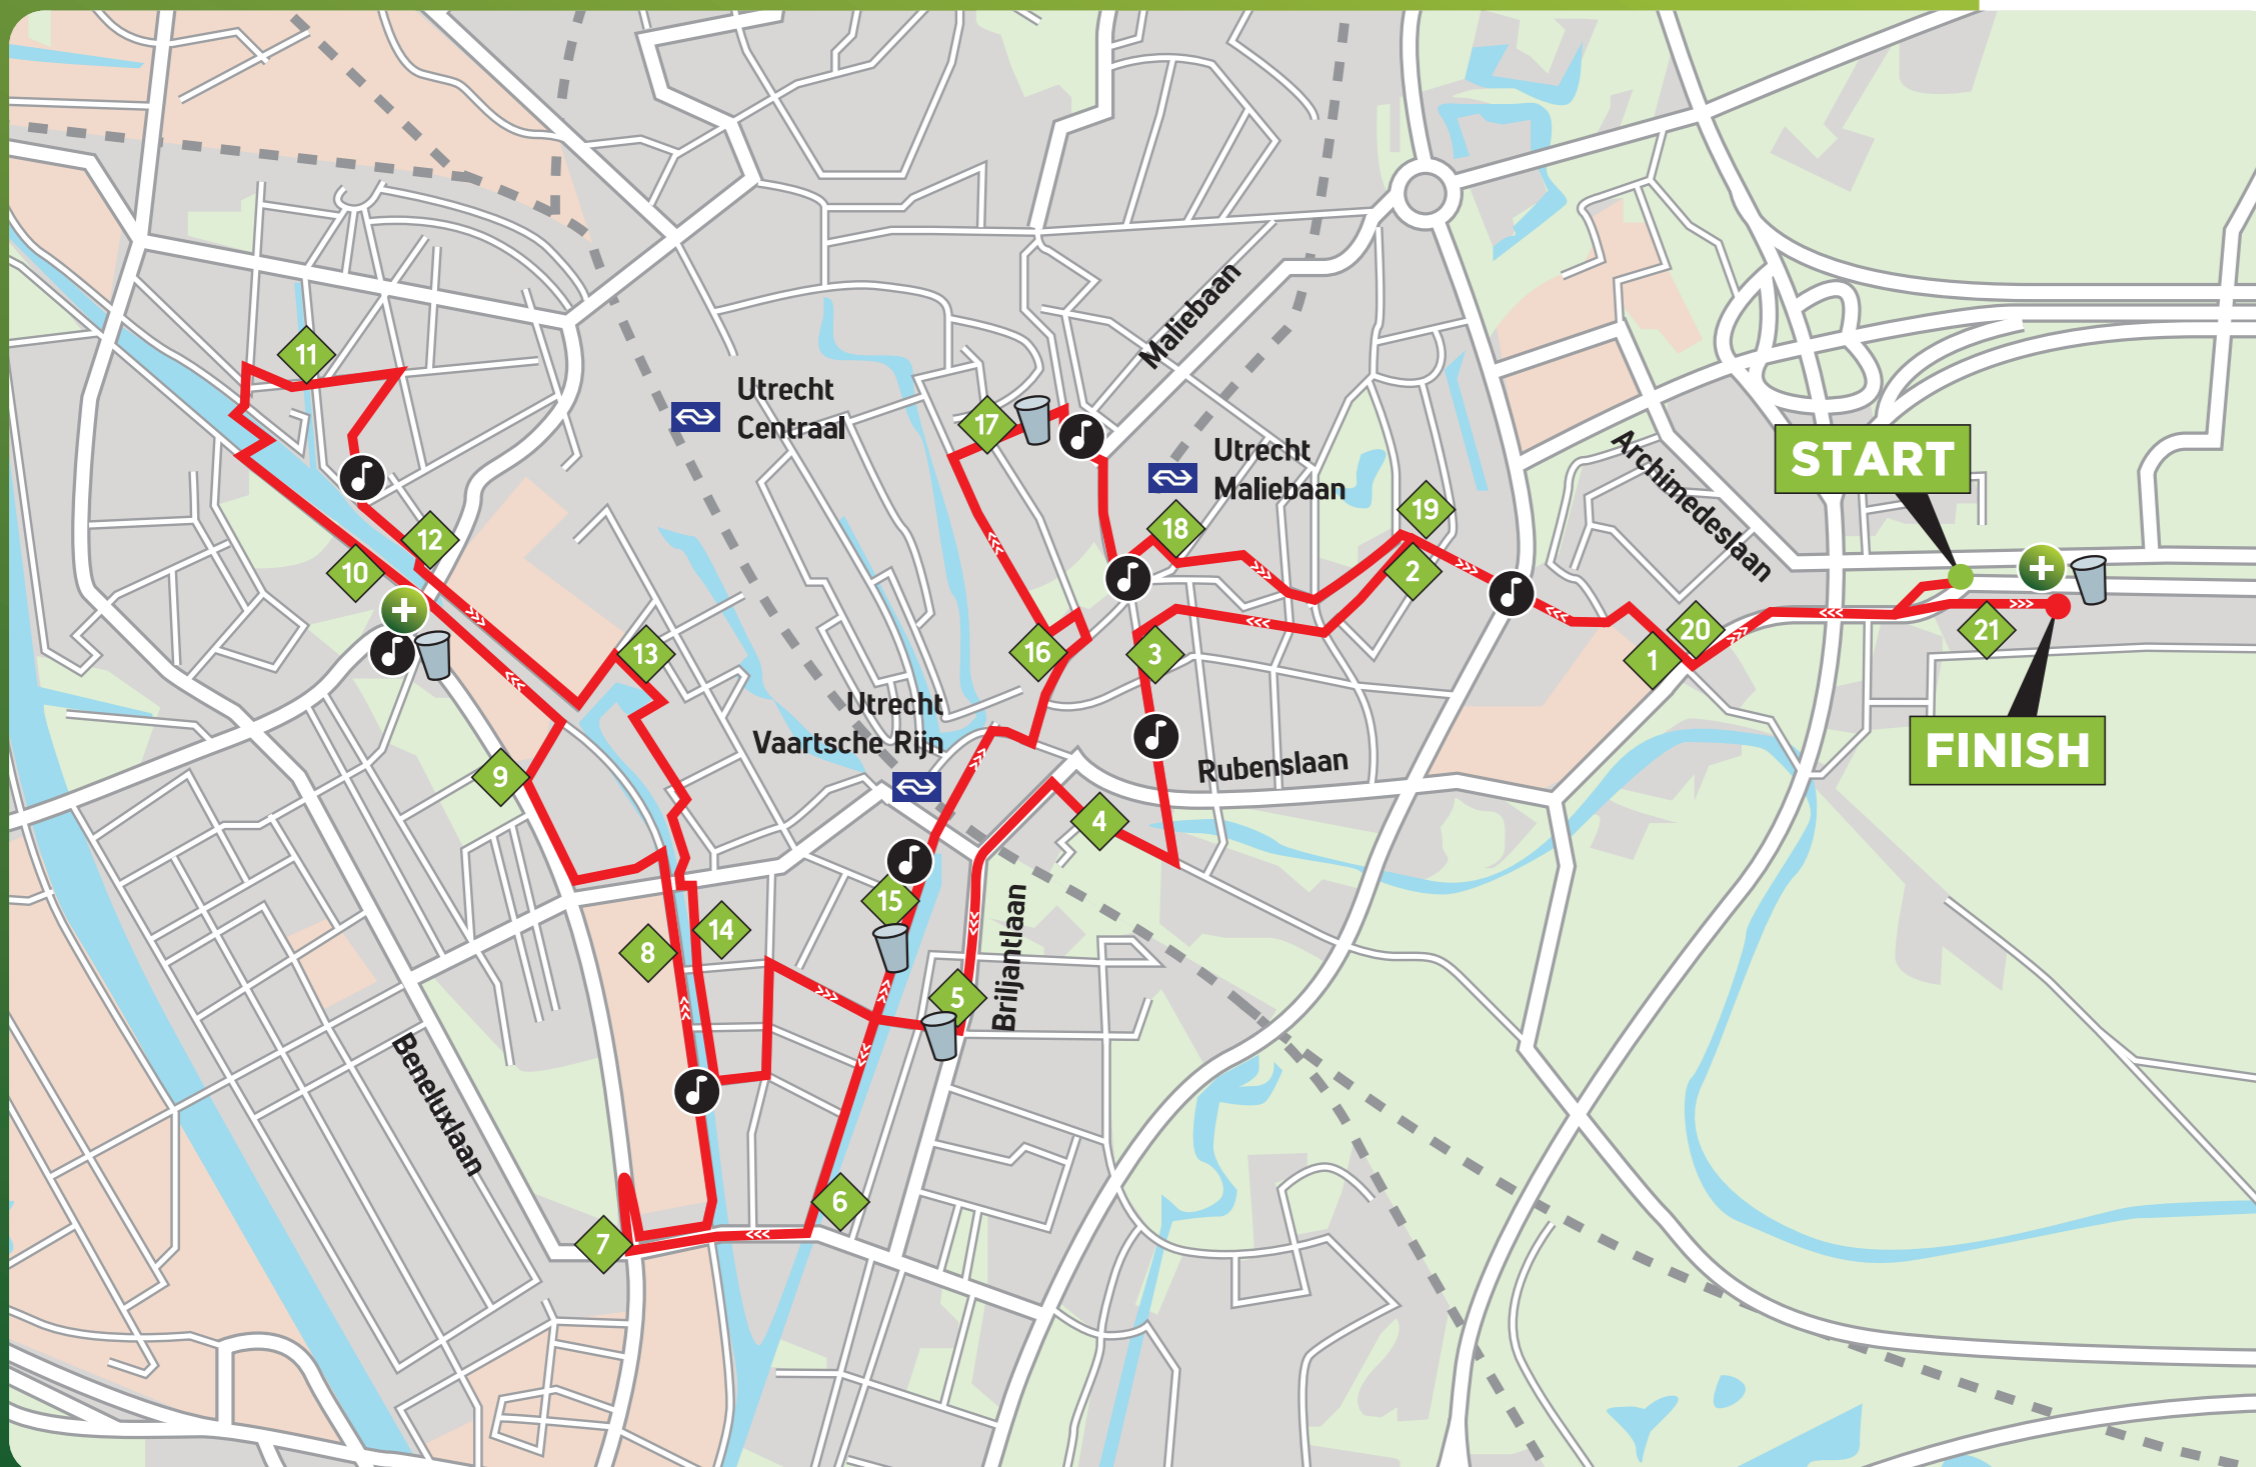 Maliebaan
11
Utrecht
Centraal
17
Utrecht
Maliebaan
Archimedeslaan
START
12
18
19
10
2
13
16
3
1
20
21
Utrecht
Vaartsche Rijn
FINISH
9
Rubenslaan
4
15
8
14
5
Briljantlaan
Beneluxlaan
6
7